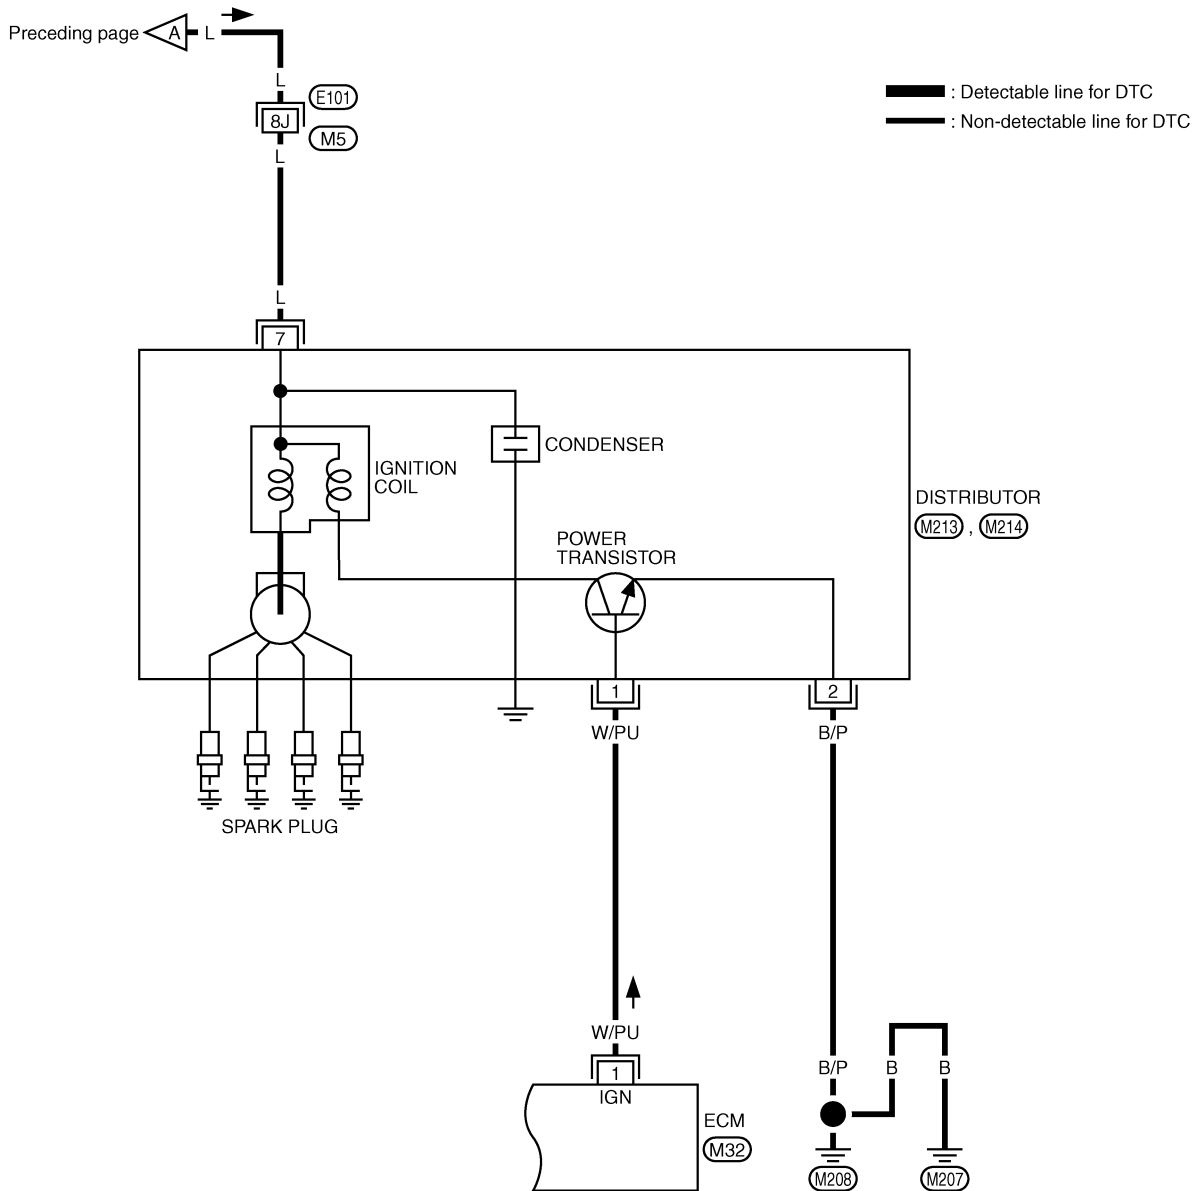 Preceding page A L
L
E101
8J
M5
L
: Detectable line for DTC
: Non-detectable line for DTC
L
7
CONDENSER
IGNITION
COIL
DISTRIBUTOR
M213 , M214
POWER
TRANSISTOR
1
2
W/PU
B/P
SPARK PLUG
W/PU
1
IGN
ECM
M32
B/P
B
B
M208
M207